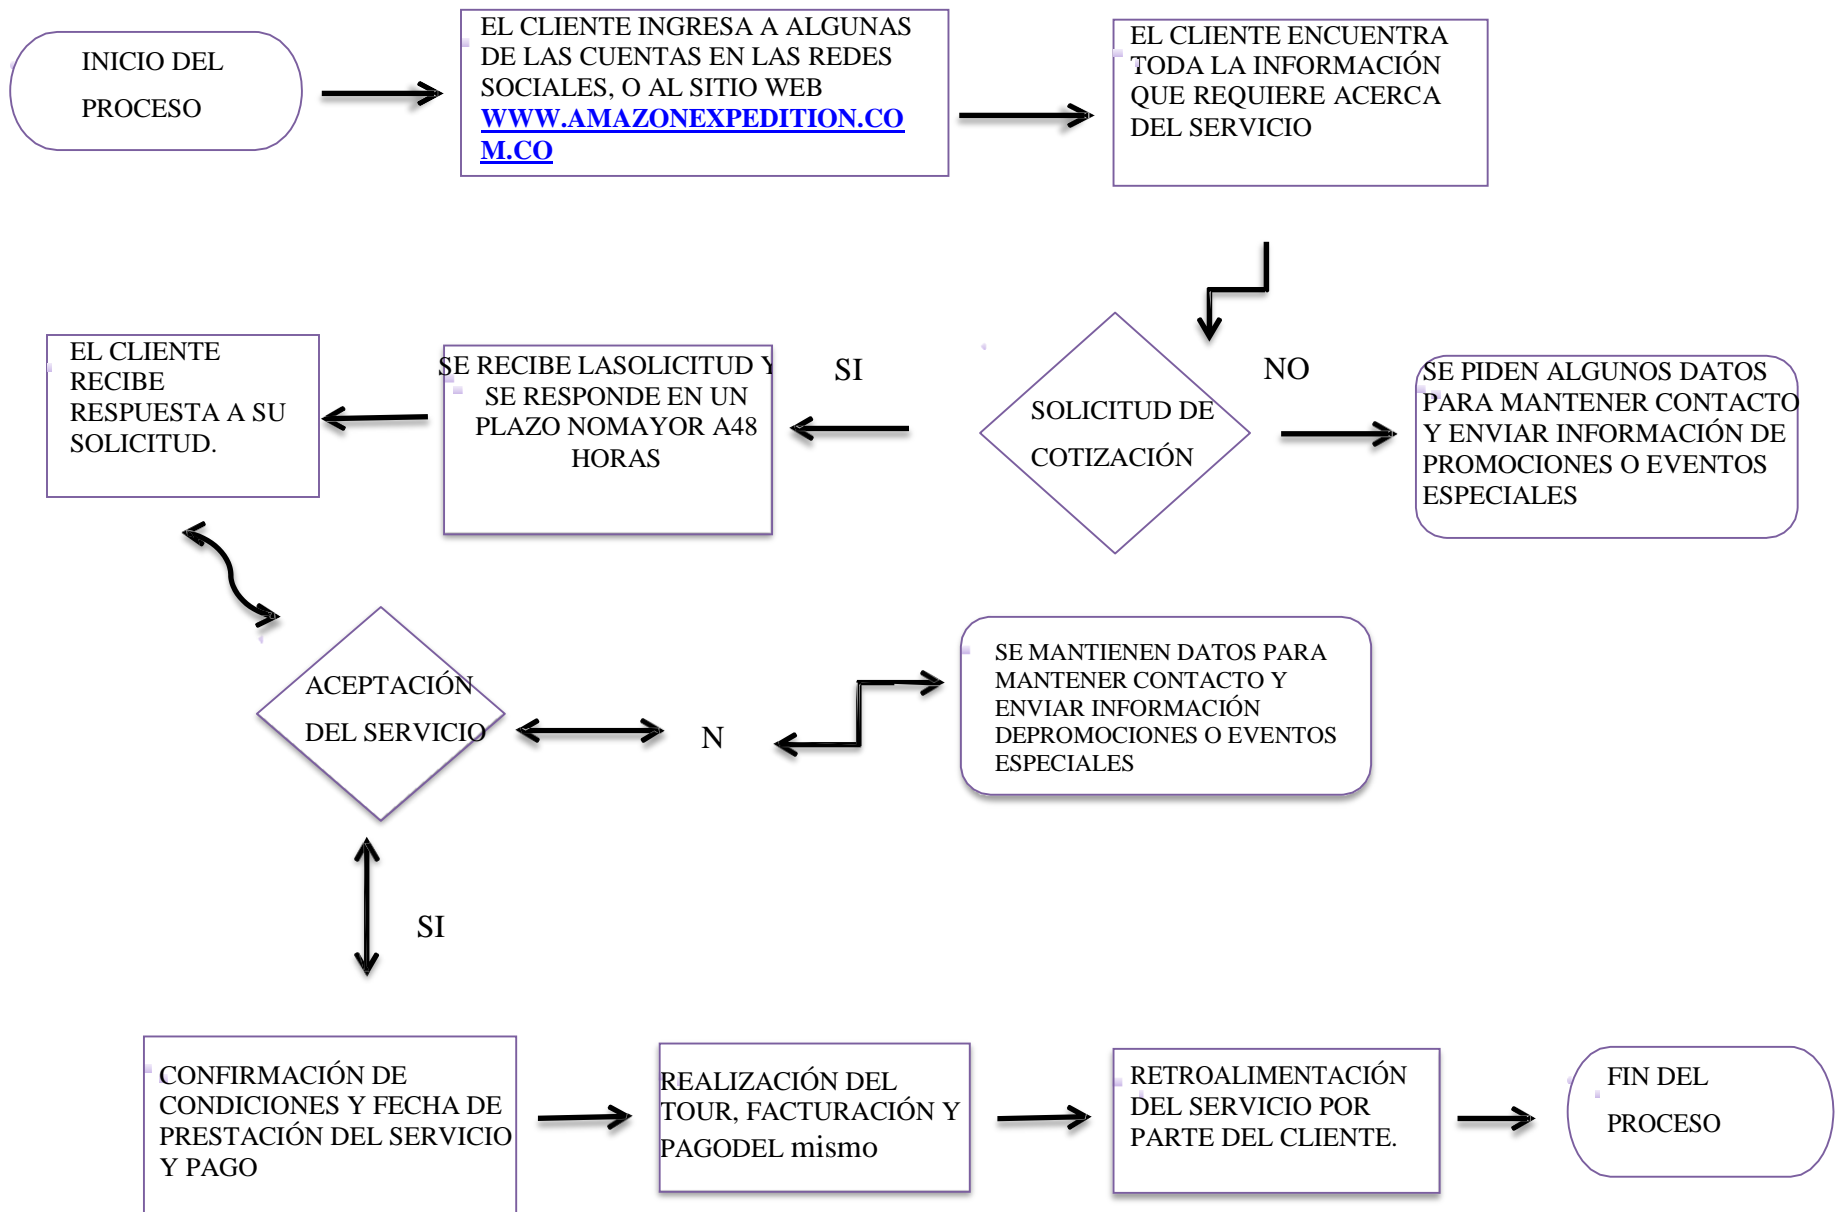 INICIO DEL
PROCESO
EL CLIENTE INGRESA A ALGUNAS
DE LAS CUENTAS EN LAS REDES
SOCIALES, O AL SITIO WEB
WWW.AMAZONEXPEDITION.CO
M.CO
EL CLIENTE ENCUENTRA
TODA LA INFORMACIÓN
QUE REQUIERE ACERCA
DEL SERVICIO
EL CLIENTE
RECIBE
RESPUESTA A SU
SOLICITUD.
SE RECIBE LASOLICITUD Y
SE RESPONDE EN UN
PLAZO NOMAYOR A48
HORAS
SI
SOLICITUD DE
COTIZACIÓN
NO
SE PIDEN ALGUNOS DATOS
PARA MANTENER CONTACTO
Y ENVIAR INFORMACIÓN DE
PROMOCIONES O EVENTOS
ESPECIALES
ACEPTACIÓN
DEL SERVICIO
N
SE MANTIENEN DATOS PARA
MANTENER CONTACTO Y
ENVIAR INFORMACIÓN
DEPROMOCIONES O EVENTOS
ESPECIALES
SI
CONFIRMACIÓN DE
CONDICIONES Y FECHA DE
PRESTACIÓN DEL SERVICIO
Y PAGO
REALIZACIÓN DEL
TOUR, FACTURACIÓN Y
PAGODEL mismo
RETROALIMENTACIÓN
DEL SERVICIO POR
PARTE DEL CLIENTE.
FIN DEL
PROCESO